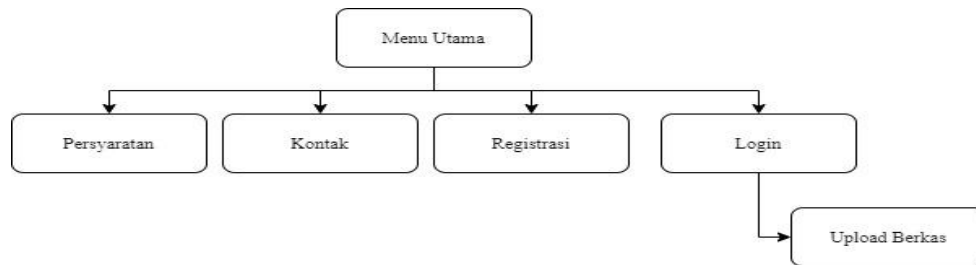 Menu Utama
Persyaratan
Kontak
Registrasi
Login
Upload Berkas